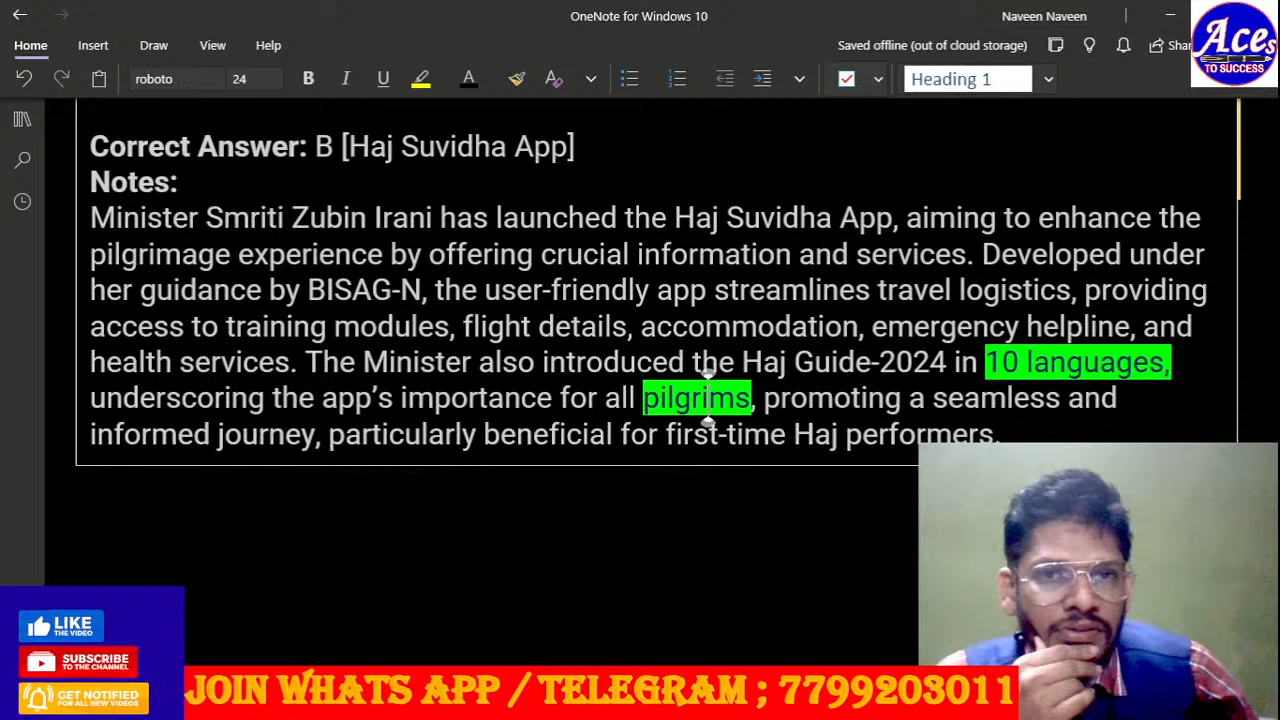 OneNote for Windows 10
Naveen Naveen
Home Insert Draw View Help
Saved offline (out of cloud storage)
Aces
TO SUCCESS
roboto 24 B I U A Heading 1
Correct Answer: B [Haj Suvidha App]
Notes:
Minister Smriti Zubin Irani has launched the Haj Suvidha App, aiming to enhance the
pilgrimage experience by offering crucial information and services. Developed under
her guidance by BISAG-N, the user-friendly app streamlines travel logistics, providing
access to training modules, flight details, accommodation, emergency helpline, and
health services. The Minister also introduced the Haj Guide-2024 in 10 languages,
underscoring the app’s importance for all pilgrims, promoting a seamless and
informed journey, particularly beneficial for first-time Haj performers.
LIKE
THE VIDEO
SUBSCRIBE
TO THE CHANNEL
GET NOTIFIED
FOR ALL NEW VIDEOS
JOIN WHATS APP / TELEGRAM ; 7799203011